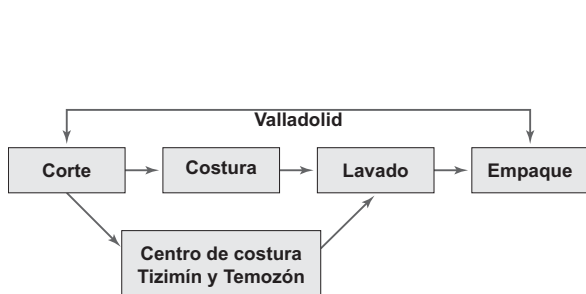 Valladolid
Corte
Costura
Lavado
Empaque
Centro de costura
Tizimín y Temozón